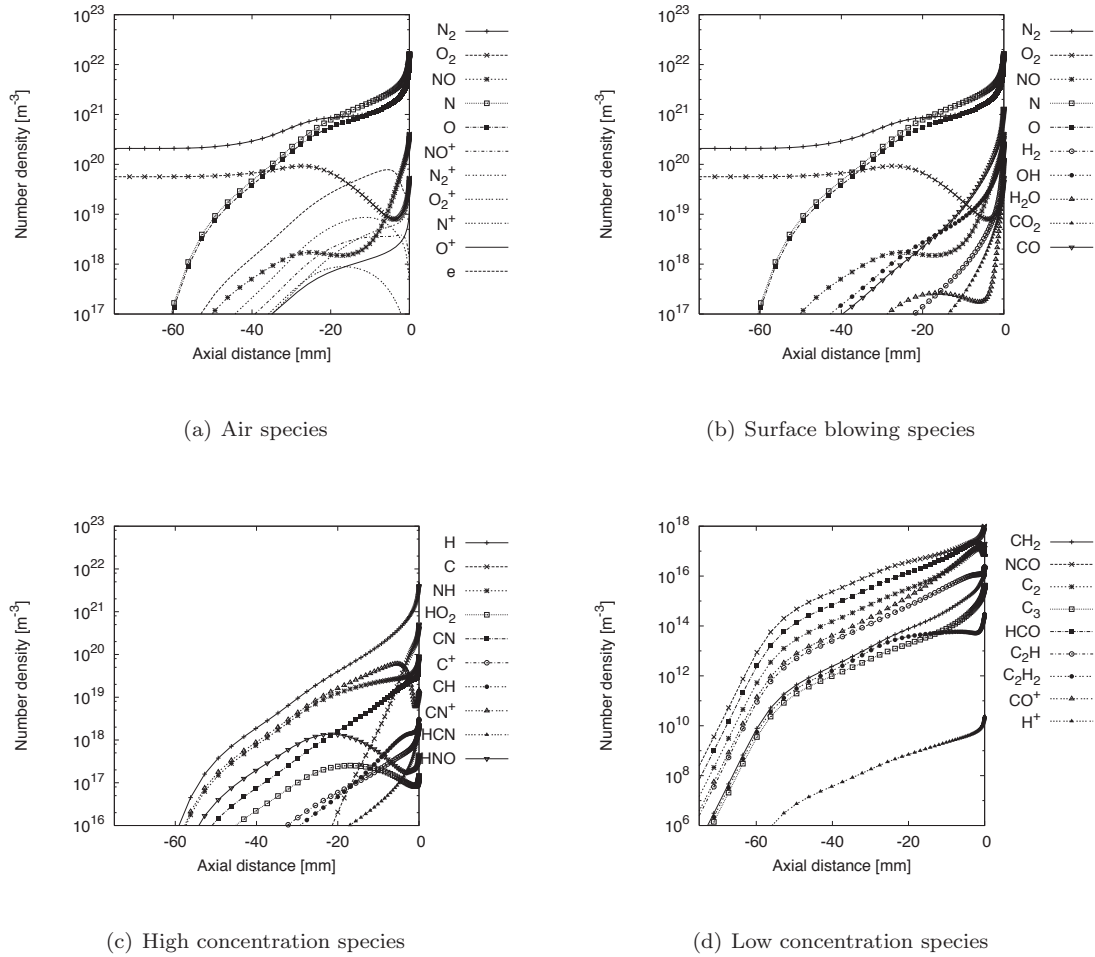 10^23
10^22
10^21
10^20
10^19
10^18
10^17
Number density [m^-3]
-60
-40
-20
0
Axial distance [mm]
N₂
O₂
NO
N
O
NO⁺
N₂⁺
O₂⁺
N⁺
O⁺
e
(a) Air species
10^23
10^22
10^21
10^20
10^19
10^18
10^17
Number density [m^-3]
-60
-40
-20
0
Axial distance [mm]
N₂
O₂
NO
N
O
H₂
OH
H₂O
CO₂
CO
(b) Surface blowing species
10^23
10^22
10^21
10^20
10^19
10^18
10^17
10^16
Number density [m^-3]
-60
-40
-20
0
Axial distance [mm]
H
C
NH
HO₂
CN
C⁺
CH
CN⁺
HCN
HNO
(c) High concentration species
10^18
10^16
10^14
10^12
10^10
10^8
10^6
Number density [m^-3]
-60
-40
-20
0
Axial distance [mm]
CH₂
NCO
C₂
C₃
HCO
C₂H
C₂H₂
CO⁺
H⁺
(d) Low concentration species